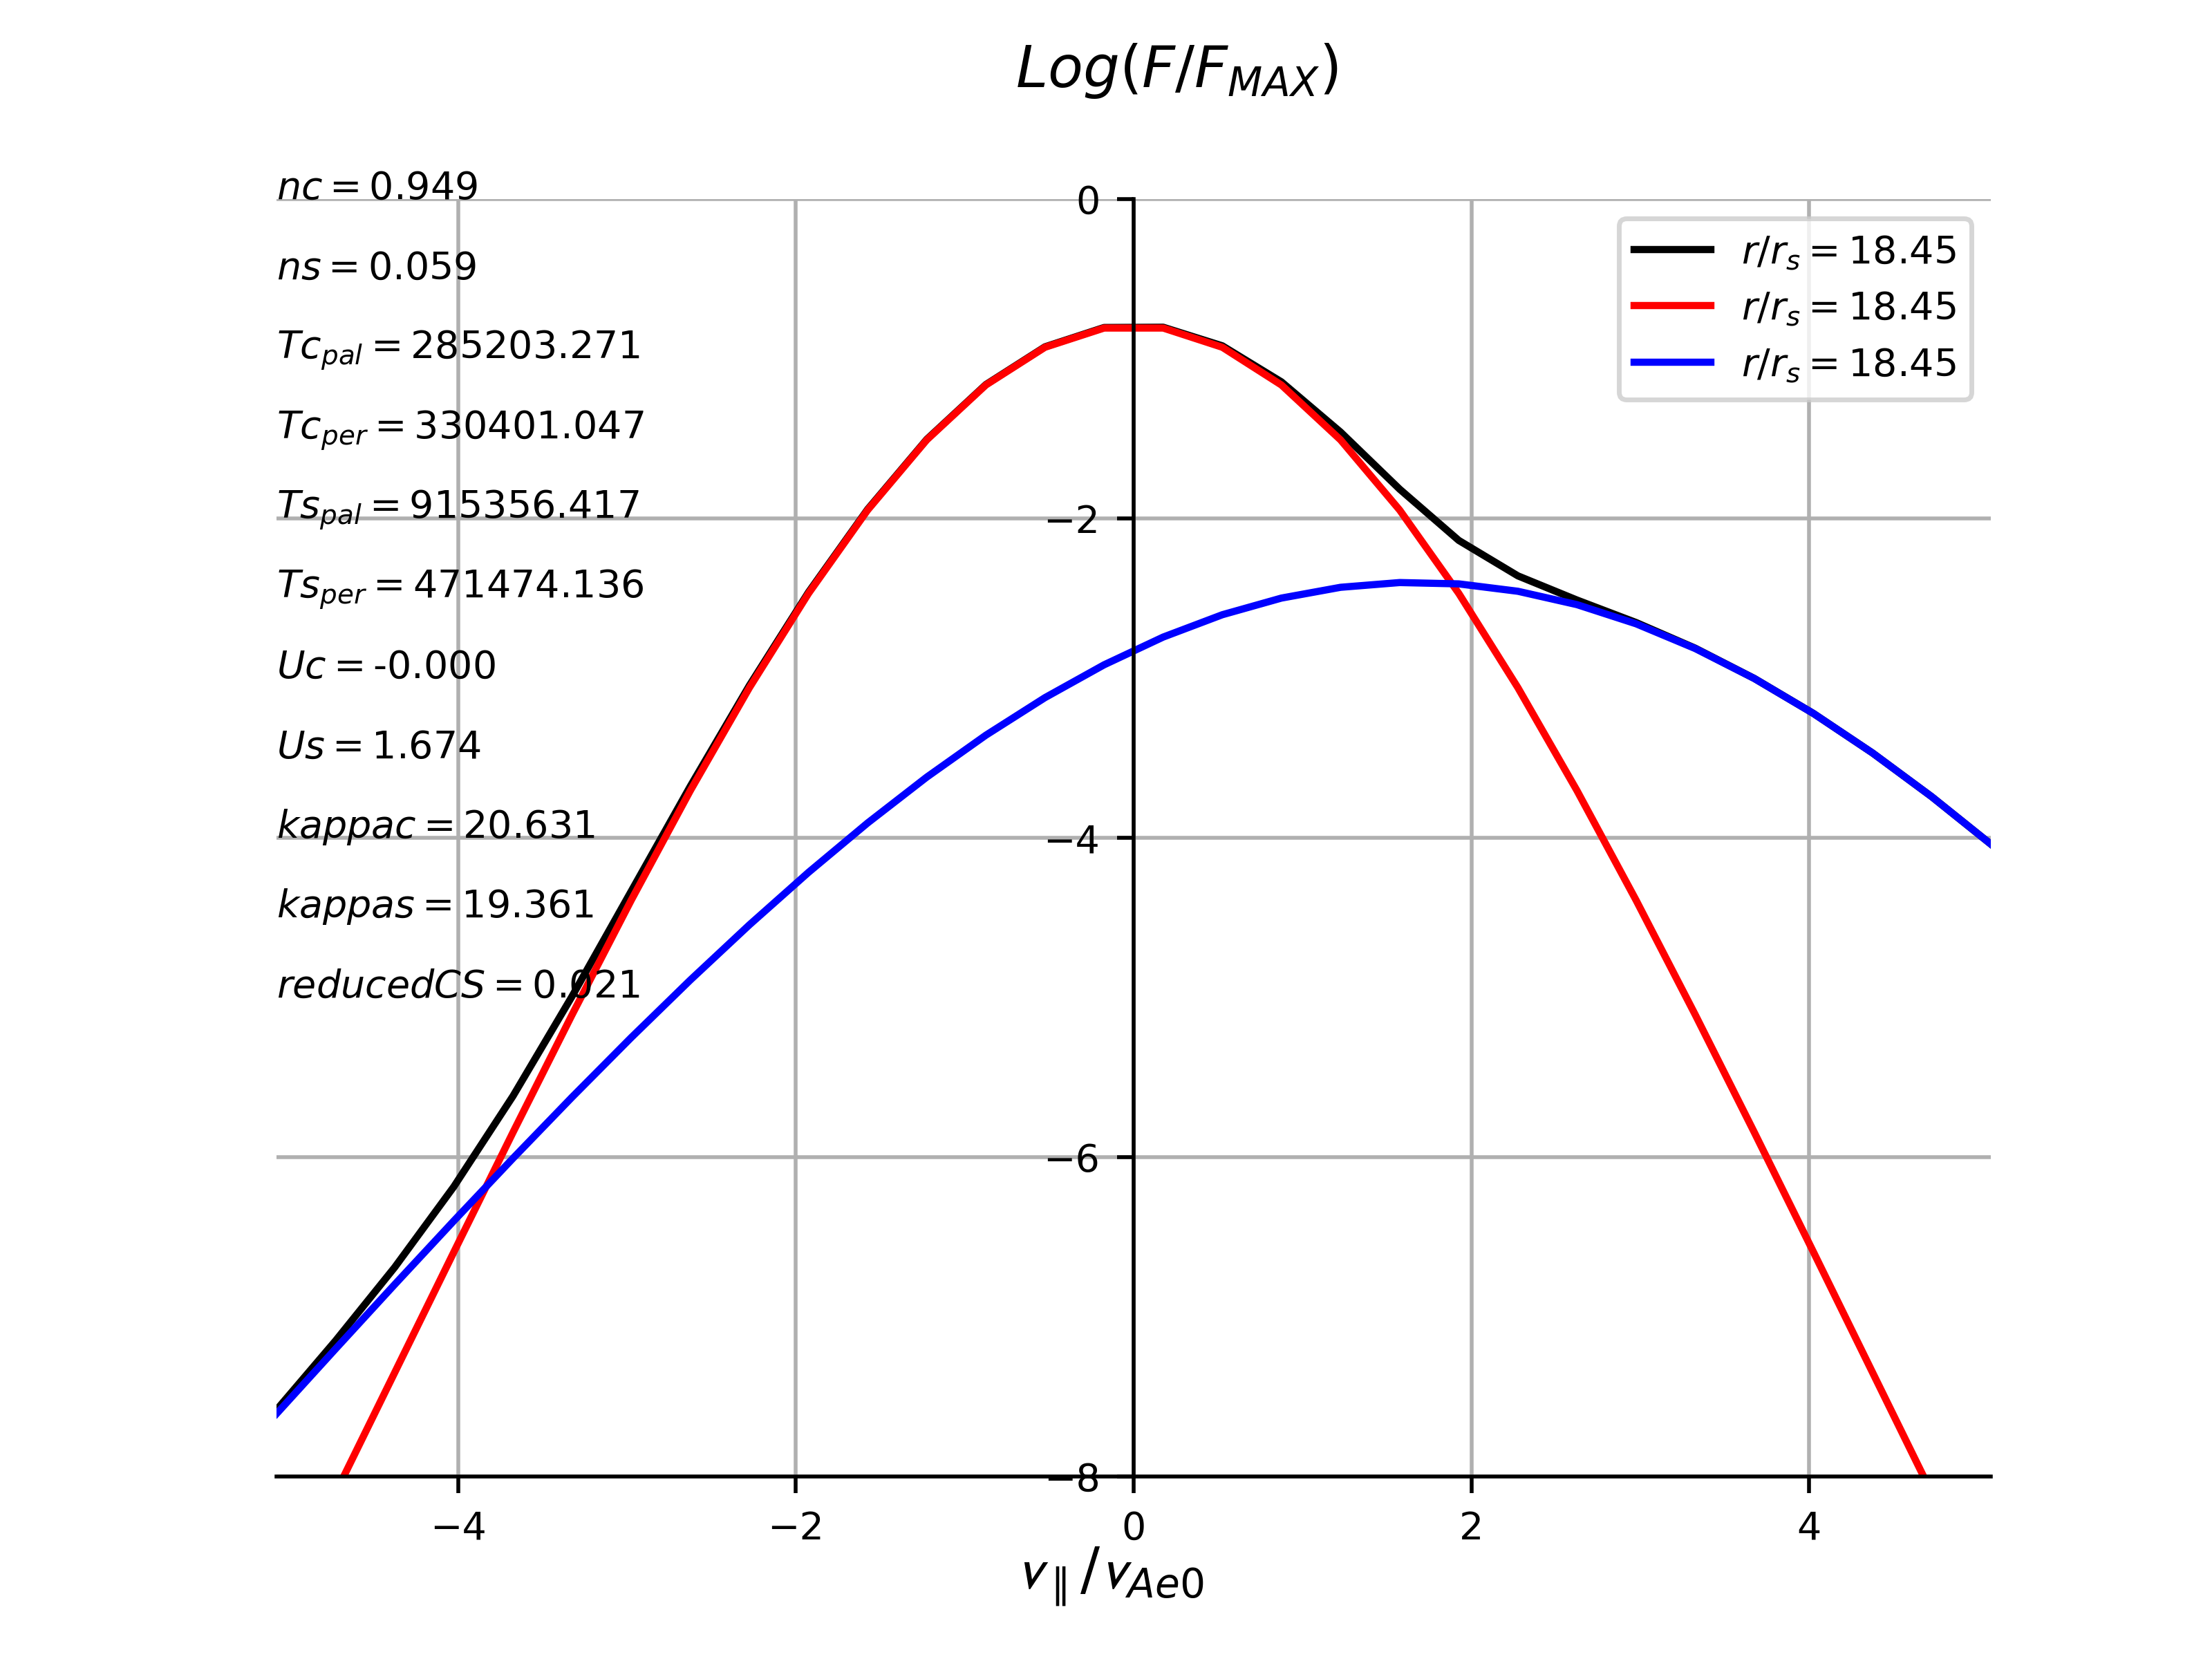 Log(F/F_MAX)
nc = 0.949
ns = 0.059
Tc_pal = 285203.271
Tc_per = 330401.047
Ts_pal = 915356.417
Ts_per = 471474.136
Uc = -0.000
Us = 1.674
kappac = 20.631
kappas = 19.361
reducedCS = 0.021
0
−2
−4
−6
−8
r/r_s = 18.45
r/r_s = 18.45
r/r_s = 18.45
−4 −2 0 2 4
v_∥/v_Ae0